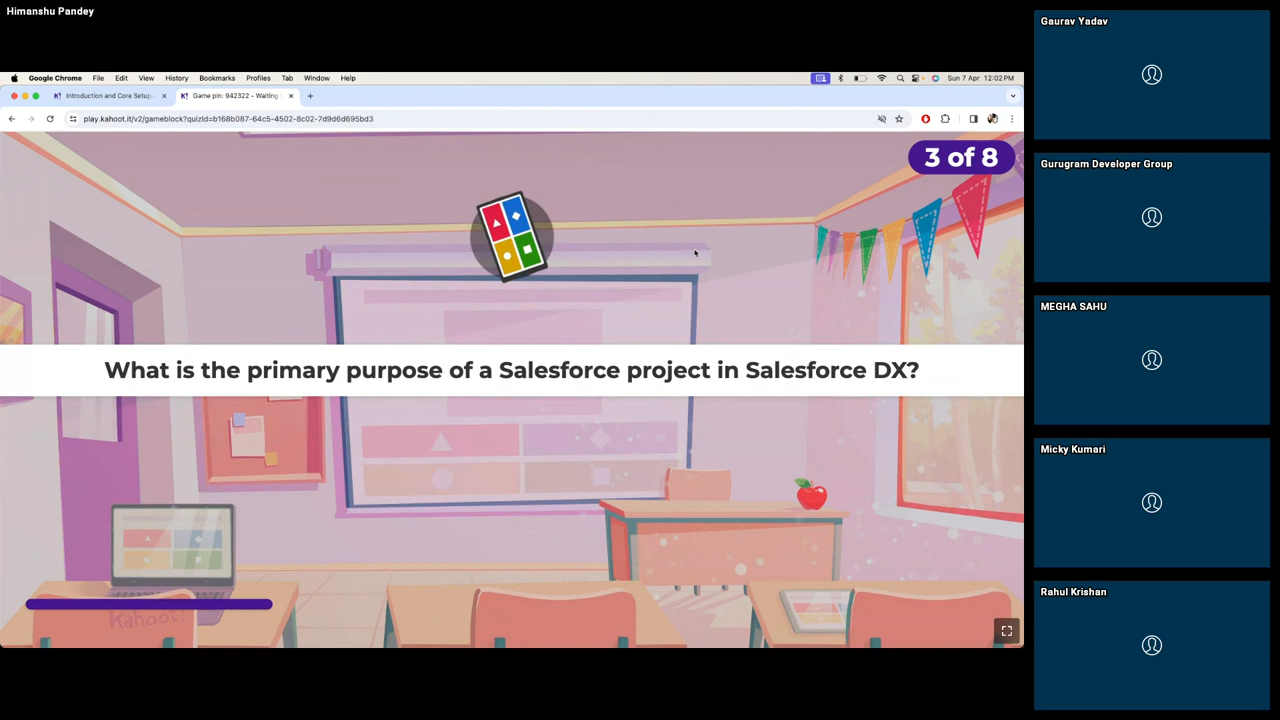 Himanshu Pandey
Google Chrome File Edit View History Bookmarks Profiles Tab Window Help Sun 7 Apr 12:02 PM
Introduction and Core Setup Game pin: 942322 - Waiting
play.kahoot.it/v2/gameblock?quizId=b168b087-64c5-4502-8c02-7d9d6d695bd3
3 of 8
What is the primary purpose of a Salesforce project in Salesforce DX?
Kahoot!
Gaurav Yadav
Gurugram Developer Group
MEGHA SAHU
Micky Kumari
Rahul Krishan